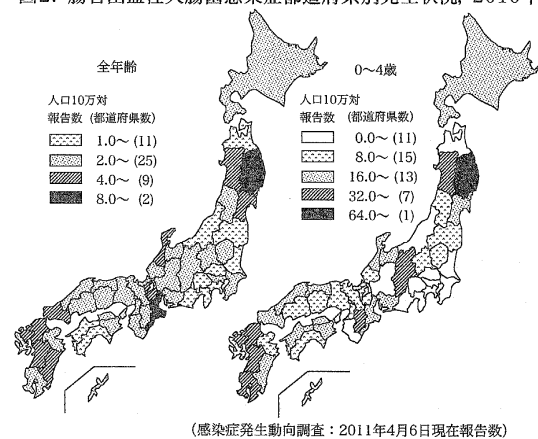 図2. 腸管出血性大腸菌感染症都道府県別発生状況, 2010年
全年齢
人口10万対
報告数 (都道府県数)
1.0～ (11)
2.0～ (25)
4.0～ (9)
8.0～ (2)
0～4歳
人口10万対
報告数 (都道府県数)
0.0～ (11)
8.0～ (15)
16.0～ (13)
32.0～ (7)
64.0～ (1)
(感染症発生動向調査：2011年4月6日現在報告数)